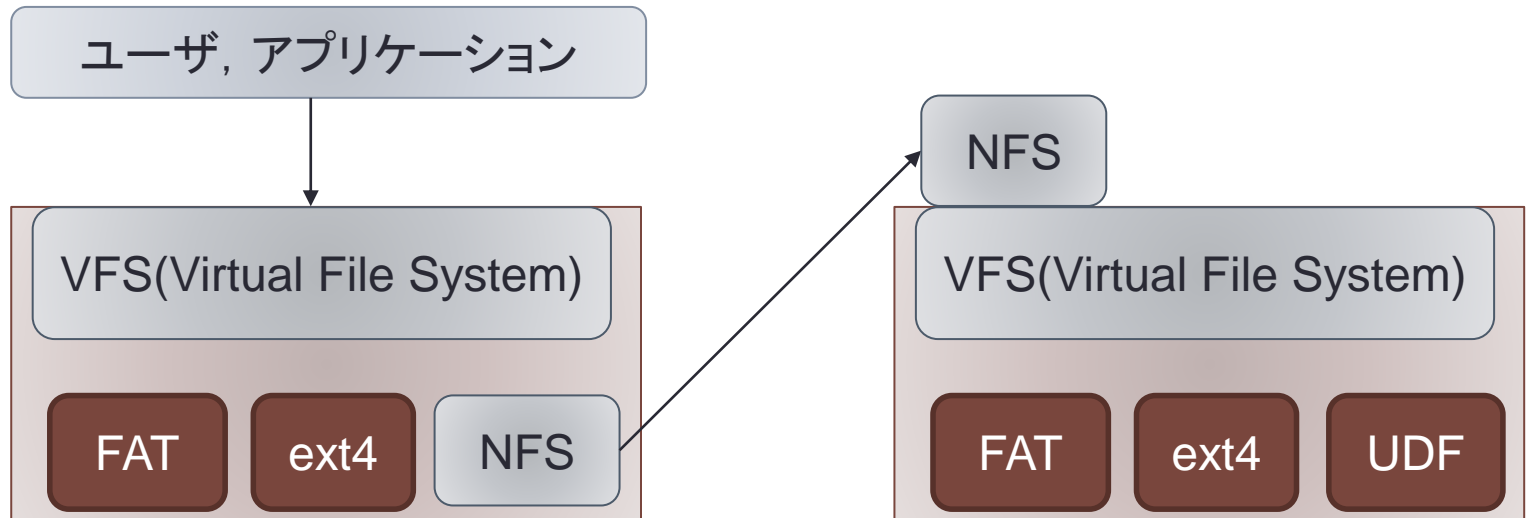 ユーザ，アプリケーション
NFS
VFS(Virtual File System)
VFS(Virtual File System)
FAT
ext4
NFS
FAT
ext4
UDF